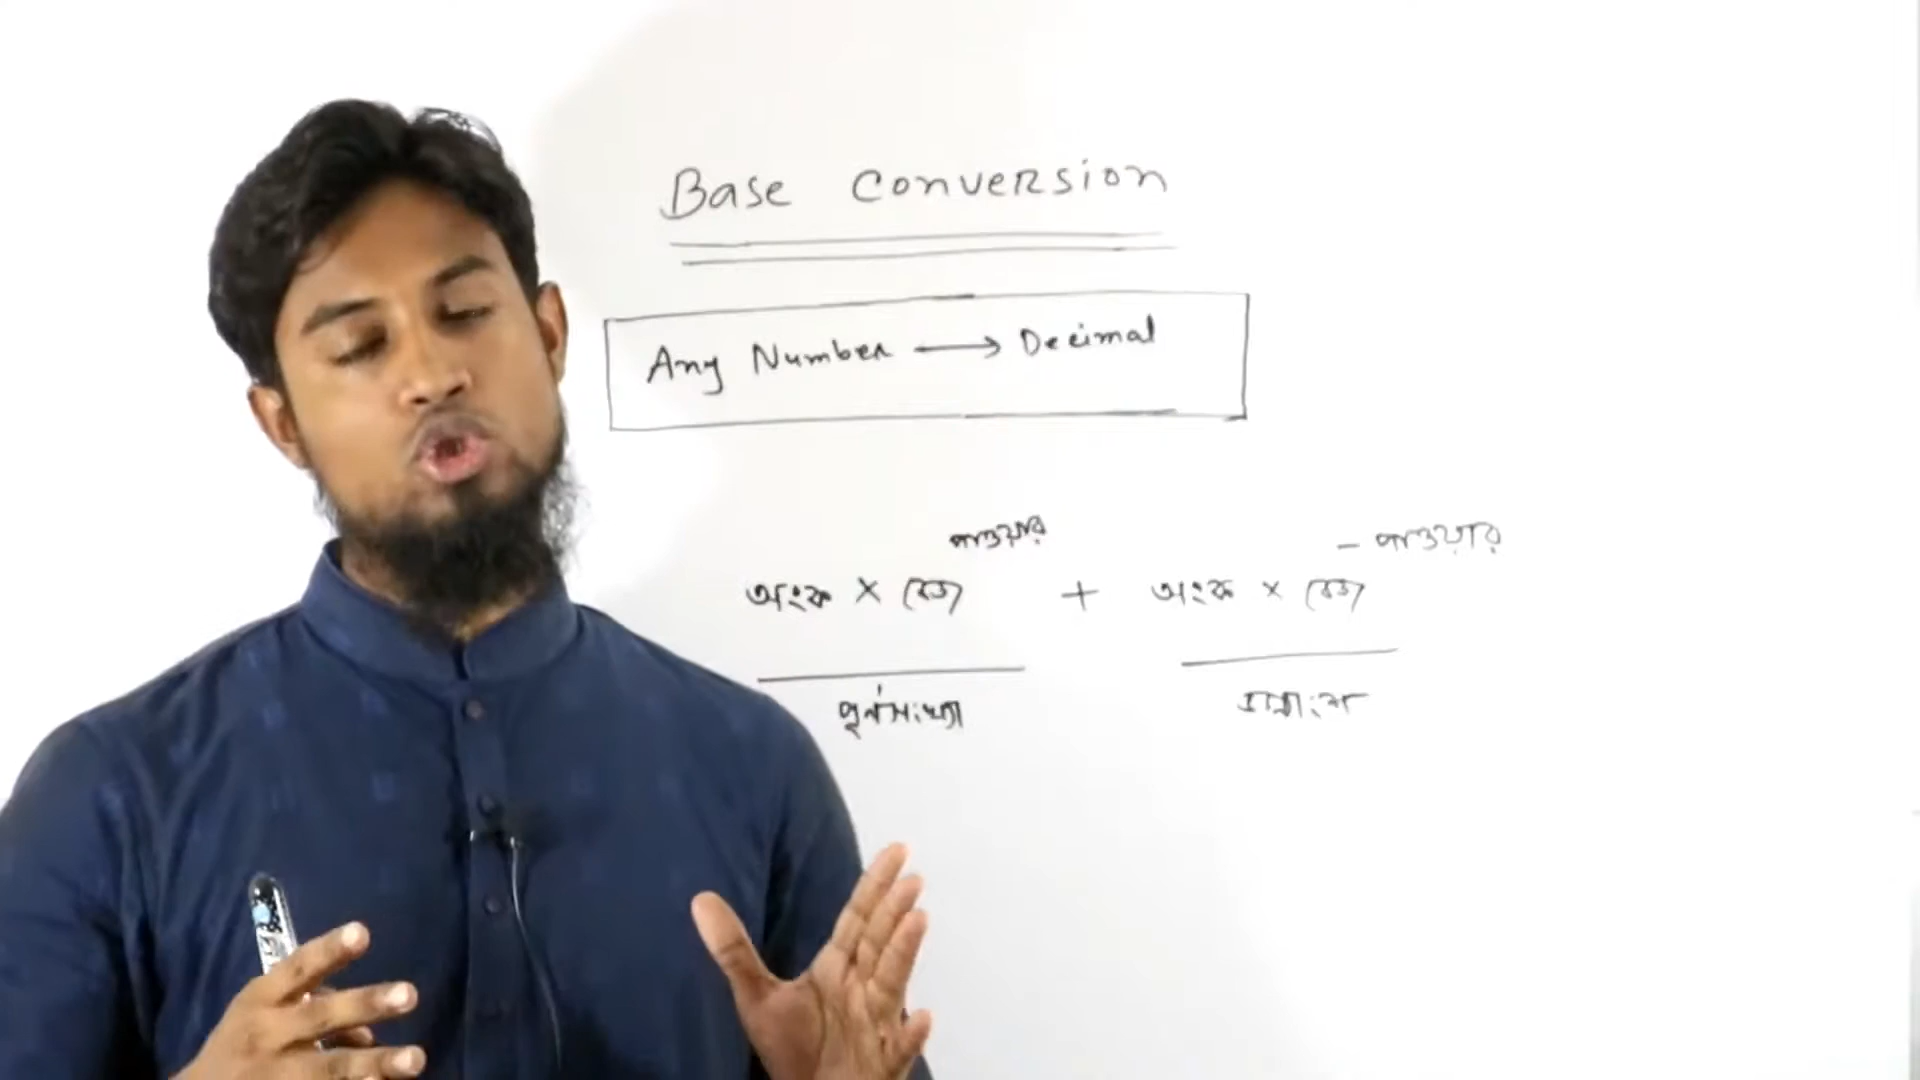 Base Conversion
Any Number → Decimal
পাওয়ার - পাওয়ার
অংক × বেজ + অংক × বেজ
পূর্ণসংখ্যা ভগ্নাংশ